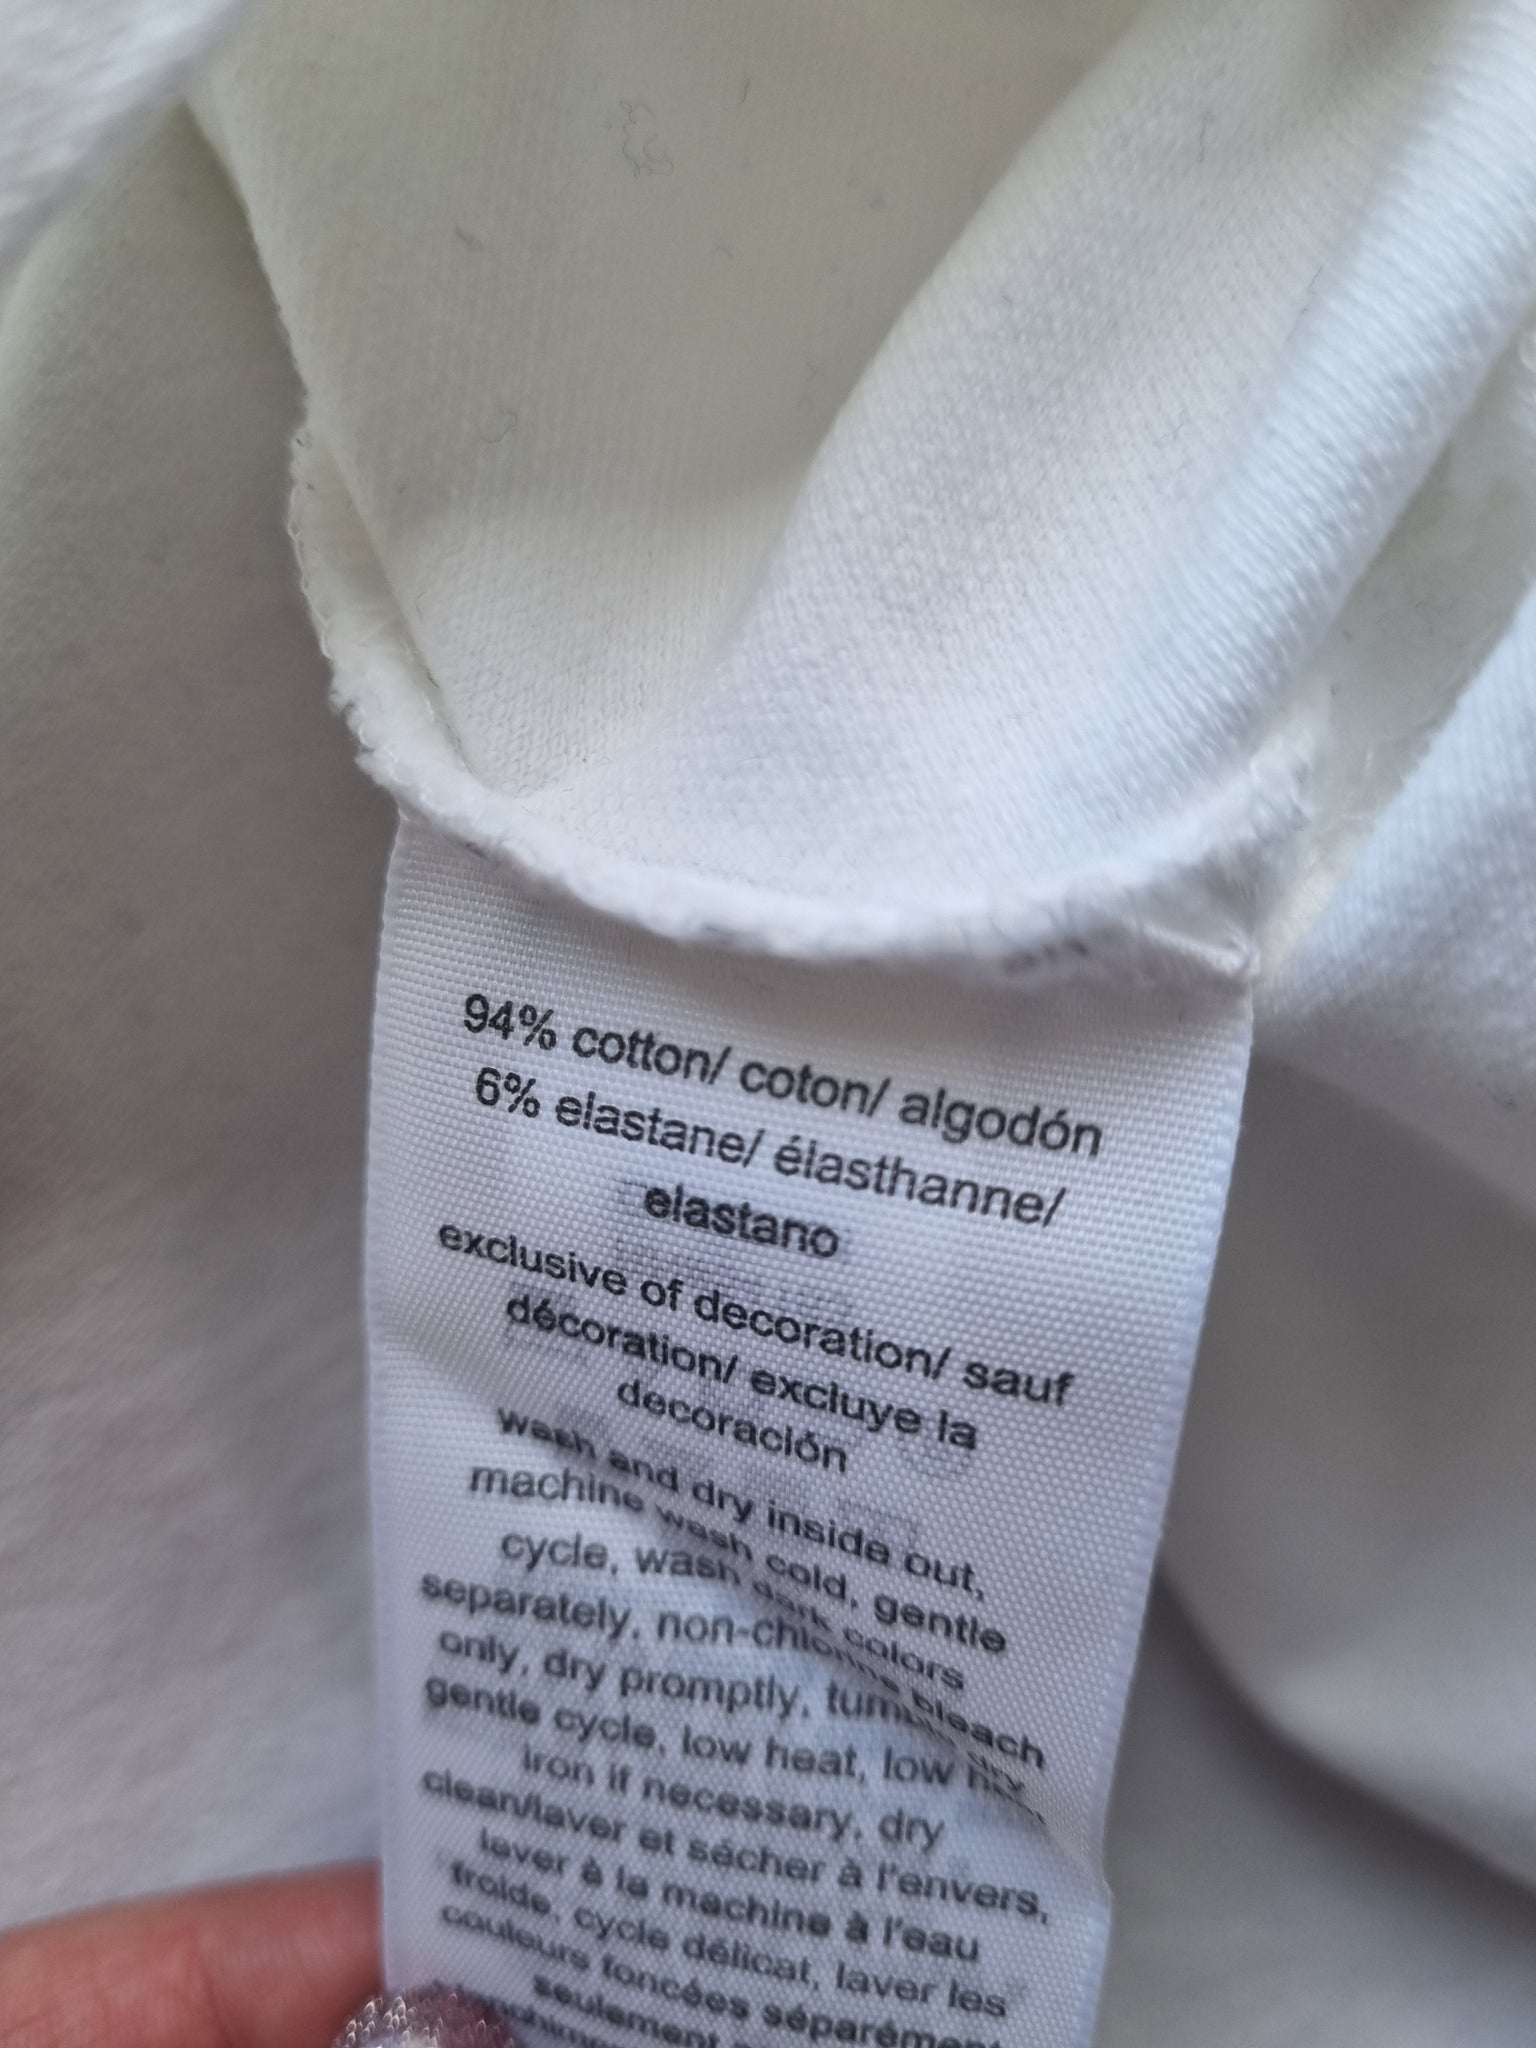 94% cotton/ coton/ algodón
6% elastane/ élasthanne/
elastano
exclusive of decoration/ sauf
décoration/ excluye la
decoración
wash and dry inside out,
machine wash cold, gentle
cycle, wash dark colors
separately, non-chlorine bleach
only, dry promptly, tumble dry
gentle cycle, low heat, low
iron if necessary, dry
clean/laver et sécher à l'envers,
laver à la machine à l'eau
froide, cycle délicat, laver les
couleurs foncées séparément
seulement